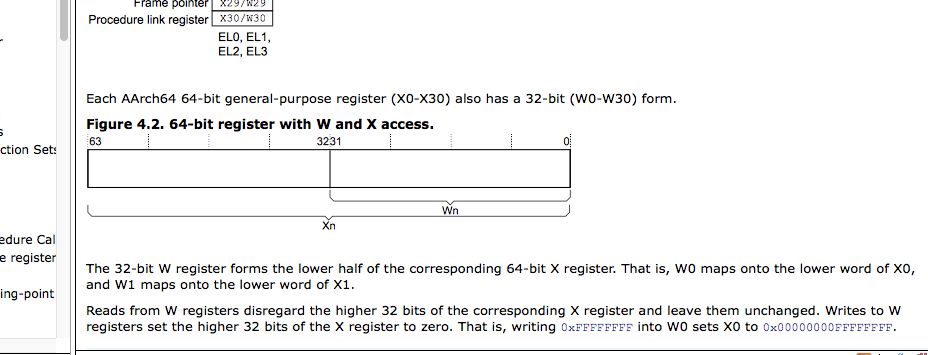 Frame pointer X29/W29
Procedure link register X30/W30
EL0, EL1,
EL2, EL3
Each AArch64 64-bit general-purpose register (X0-X30) also has a 32-bit (W0-W30) form.
Figure 4.2. 64-bit register with W and X access.
63 3231 0
Wn
Xn
The 32-bit W register forms the lower half of the corresponding 64-bit X register. That is, W0 maps onto the lower word of X0,
and W1 maps onto the lower word of X1.
Reads from W registers disregard the higher 32 bits of the corresponding X register and leave them unchanged. Writes to W
registers set the higher 32 bits of the X register to zero. That is, writing 0xFFFFFFFF into W0 sets X0 to 0x00000000FFFFFFFF.
s
ction Sets
edure Cal
e register
ing-point